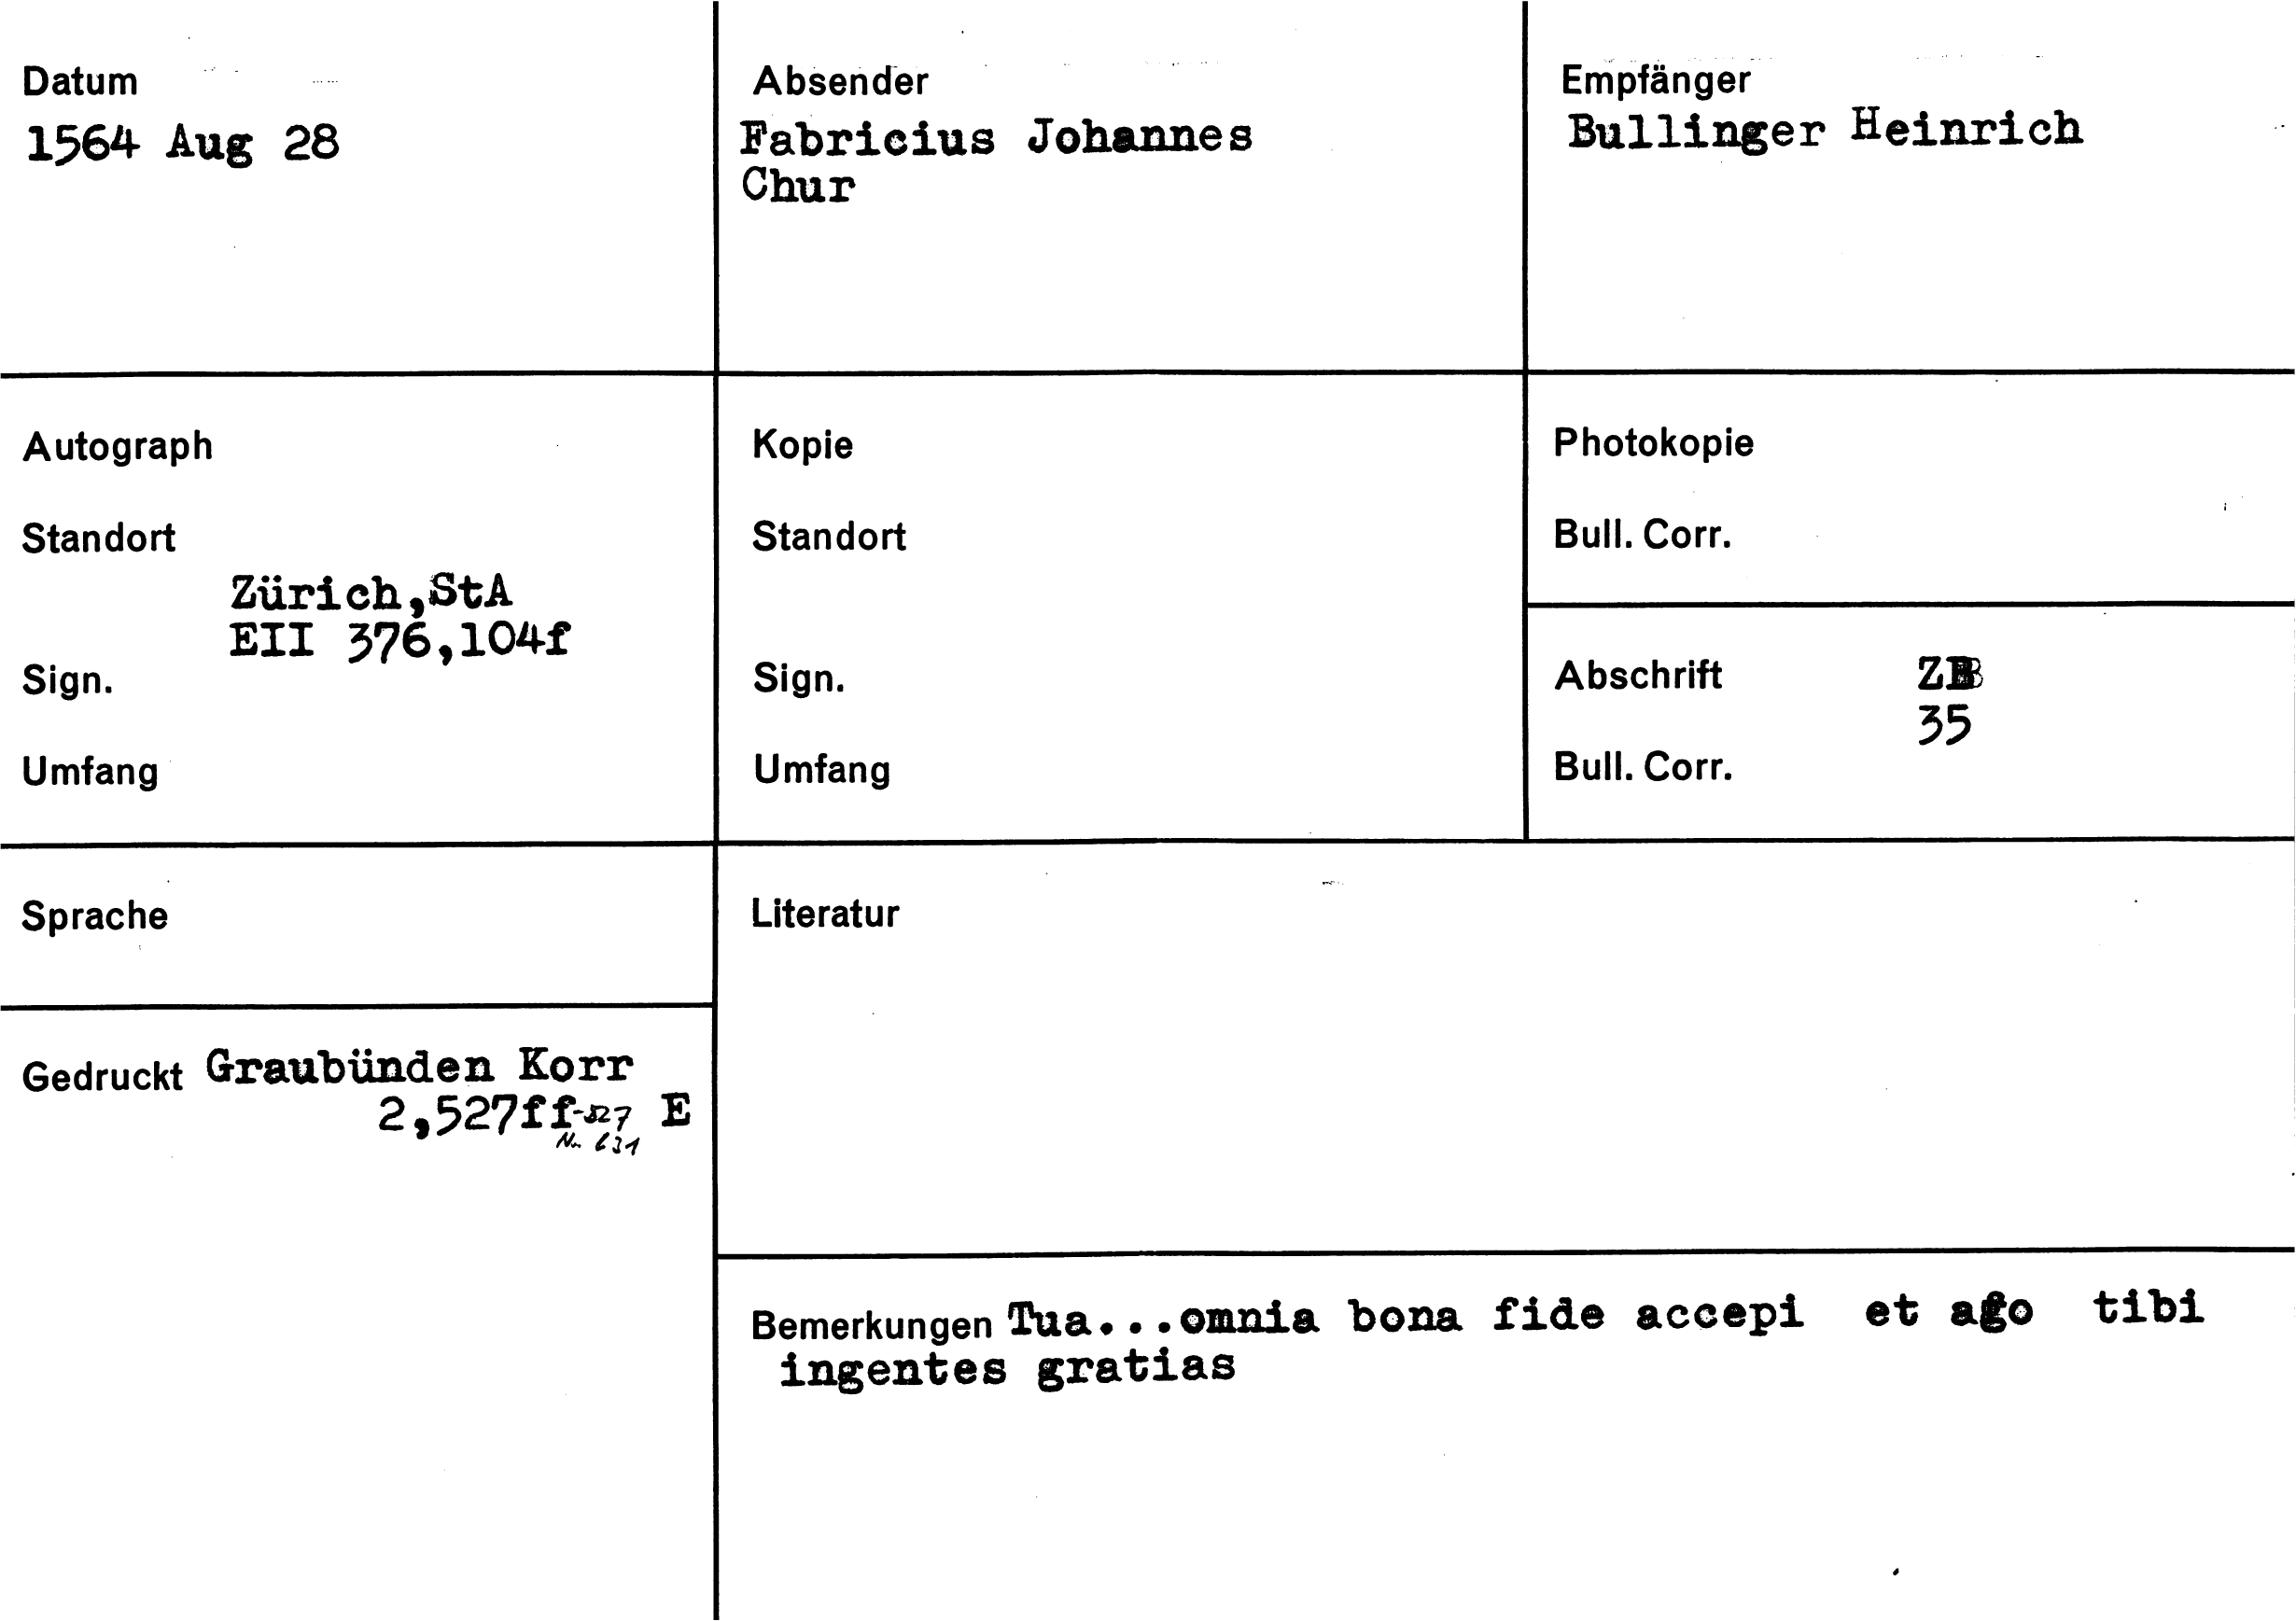 Datum
1564 Aug 28
Absender
Fabricius Johannes
Chur
Empfänger
Bullinger Heinrich
Autograph
Standort
Zürich,StA
EII 376,104f
Sign.
Umfang
Kopie
Standort
Sign.
Umfang
Photokopie
Bull. Corr.
Abschrift ZB
35
Bull. Corr.
Sprache
Literatur
Gedruckt Graubünden Korr
2,527ff-527 E
Nr. 631
Bemerkungen Tua...omnia bona fide accepi et ago tibi
ingentes gratias